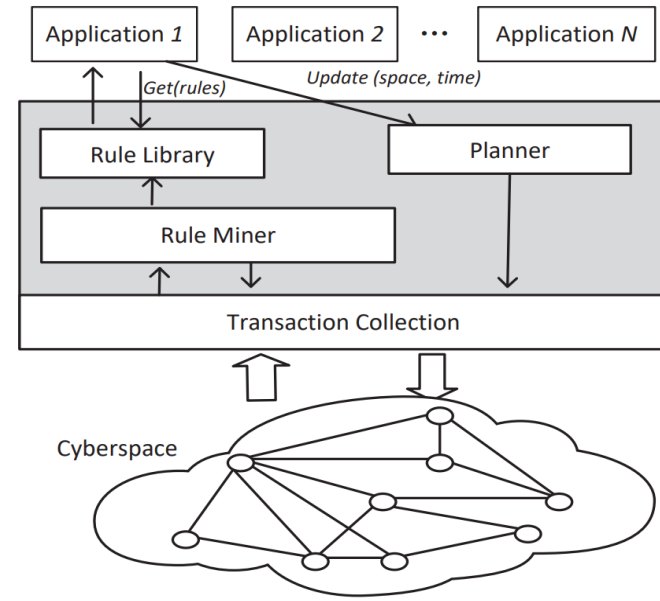 Application 1
Application 2
...
Application N
Get(rules)
Update (space, time)
Rule Library
Planner
Rule Miner
Transaction Collection
Cyberspace